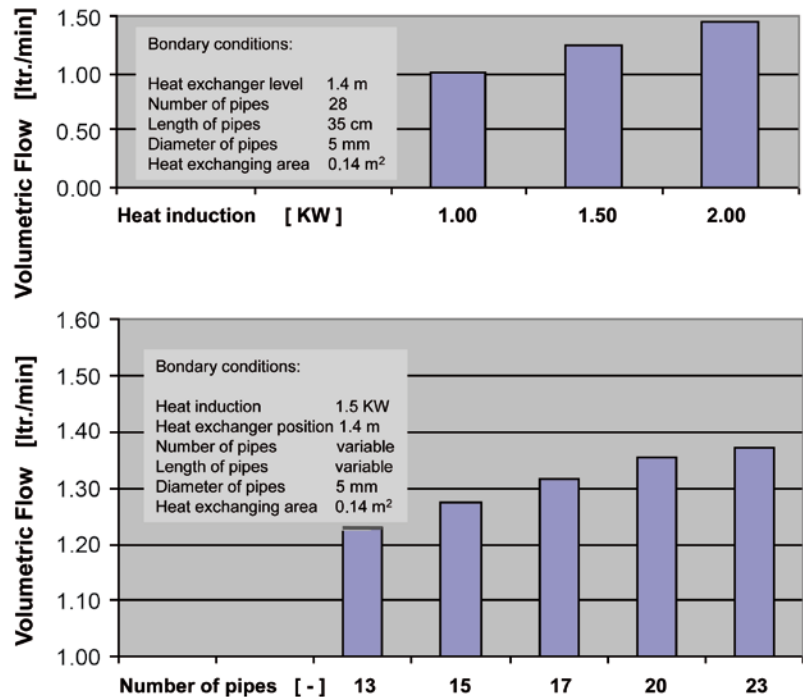 Volumetric Flow [ltr./min]
1.50
1.00
0.50
0.00
Bondary conditions:
Heat exchanger level 1.4 m
Number of pipes 28
Length of pipes 35 cm
Diameter of pipes 5 mm
Heat exchanging area 0.14 m²
Heat induction [ KW ] 1.00 1.50 2.00
Volumetric Flow [ltr./min]
1.60
1.50
1.40
1.30
1.20
1.10
1.00
Bondary conditions:
Heat induction 1.5 KW
Heat exchanger position 1.4 m
Number of pipes variable
Length of pipes variable
Diameter of pipes 5 mm
Heat exchanging area 0.14 m²
Number of pipes [ - ] 13 15 17 20 23